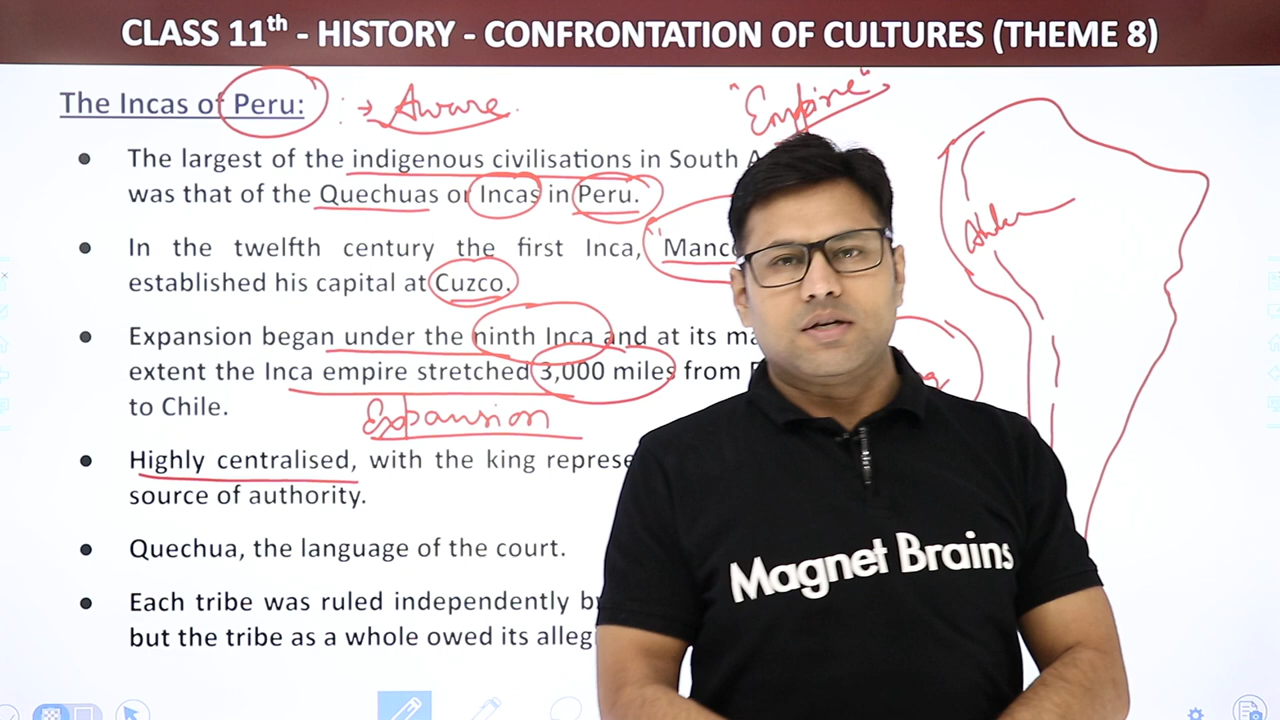 CLASS 11th - HISTORY - CONFRONTATION OF CULTURES (THEME 8)
The Incas of Peru: : → Aware
"Empire"
The largest of the indigenous civilisations in South A
was that of the Quechuas or Incas in Peru.
In the twelfth century the first Inca, "Manco
established his capital at Cuzco.
Expansion began under the ninth Inca and at its ma
extent the Inca empire stretched 3,000 miles from
to Chile.
Expansion
Highly centralised, with the king represe
source of authority.
Quechua, the language of the court.
Each tribe was ruled independently b
but the tribe as a whole owed its alleg
Magnet Brains